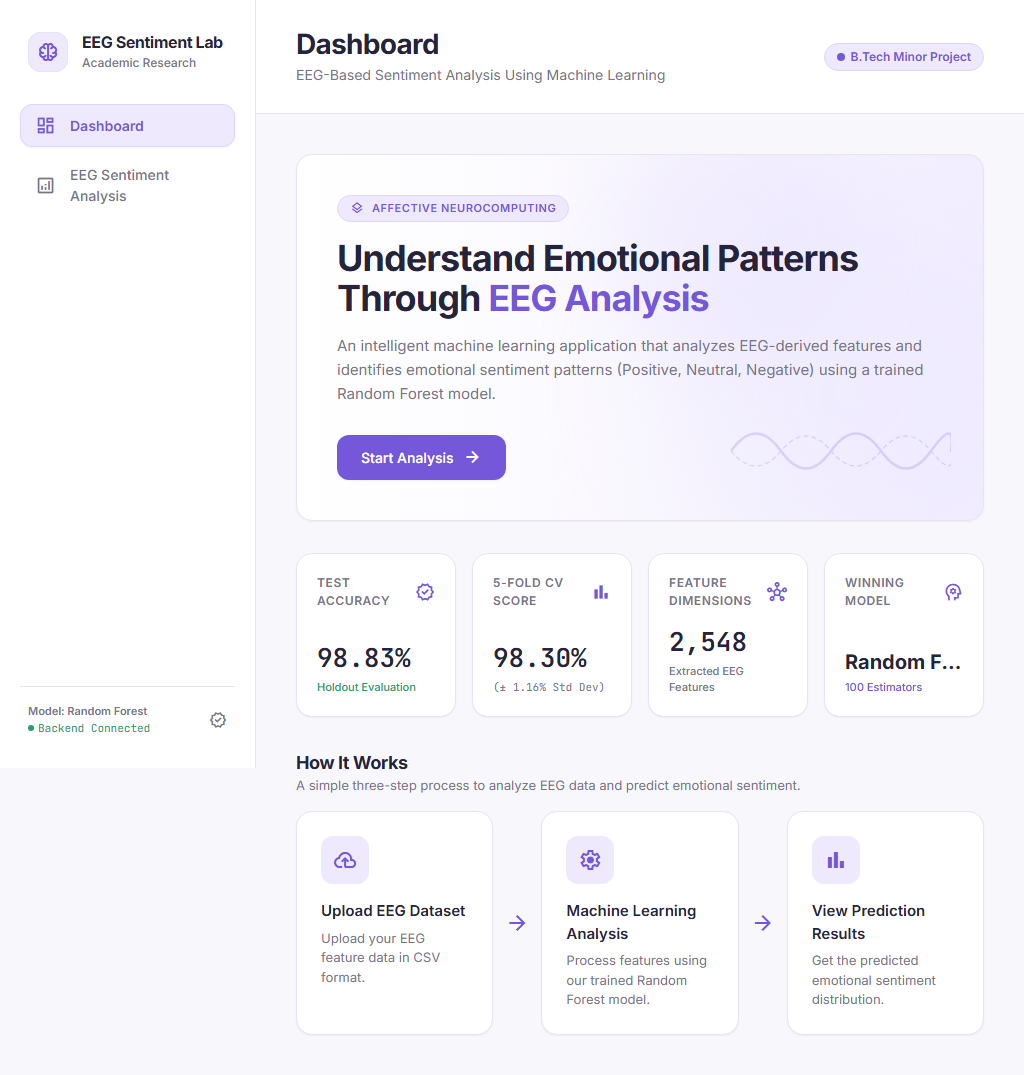 EEG Sentiment Lab
Academic Research
Dashboard
EEG Sentiment
Analysis
Model: Random Forest
Backend Connected
Dashboard
EEG-Based Sentiment Analysis Using Machine Learning
B.Tech Minor Project
AFFECTIVE NEUROCOMPUTING
Understand Emotional Patterns
Through EEG Analysis
An intelligent machine learning application that analyzes EEG-derived features and
identifies emotional sentiment patterns (Positive, Neutral, Negative) using a trained
Random Forest model.
Start Analysis
TEST
ACCURACY
98.83%
Holdout Evaluation
5-FOLD CV
SCORE
98.30%
(± 1.16% Std Dev)
FEATURE
DIMENSIONS
2,548
Extracted EEG
Features
WINNING
MODEL
Random F...
100 Estimators
How It Works
A simple three-step process to analyze EEG data and predict emotional sentiment.
Upload EEG Dataset
Upload your EEG
feature data in CSV
format.
Machine Learning
Analysis
Process features using
our trained Random
Forest model.
View Prediction
Results
Get the predicted
emotional sentiment
distribution.